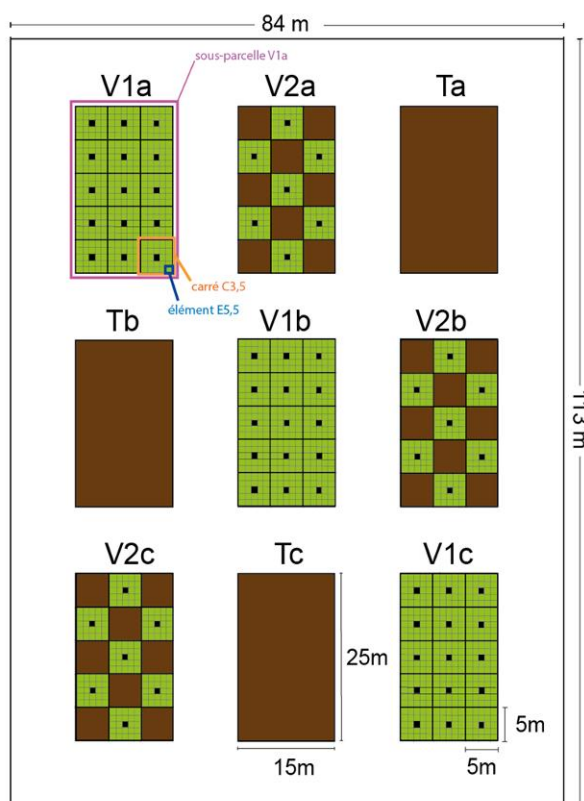 84 m
sous-parcelle V1a
V1a
V2a
Ta
carré C3,5
élément E5,5
113 m
Tb
V1b
V2b
V2c
Tc
V1c
25m
5m
15m
5m